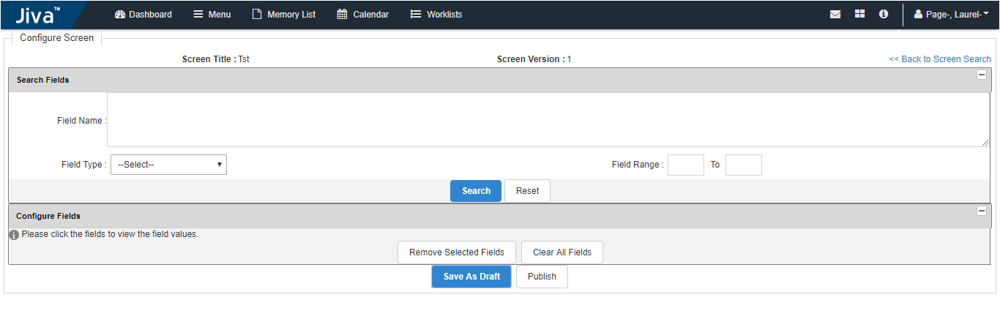 Jiva™ Dashboard Menu Memory List Calendar Worklists Page-, Laurel-
Configure Screen
Screen Title : Tst Screen Version : 1 << Back to Screen Search
Search Fields
Field Name :
Field Type : --Select-- Field Range : To
Search Reset
Configure Fields
Please click the fields to view the field values.
Remove Selected Fields Clear All Fields
Save As Draft Publish